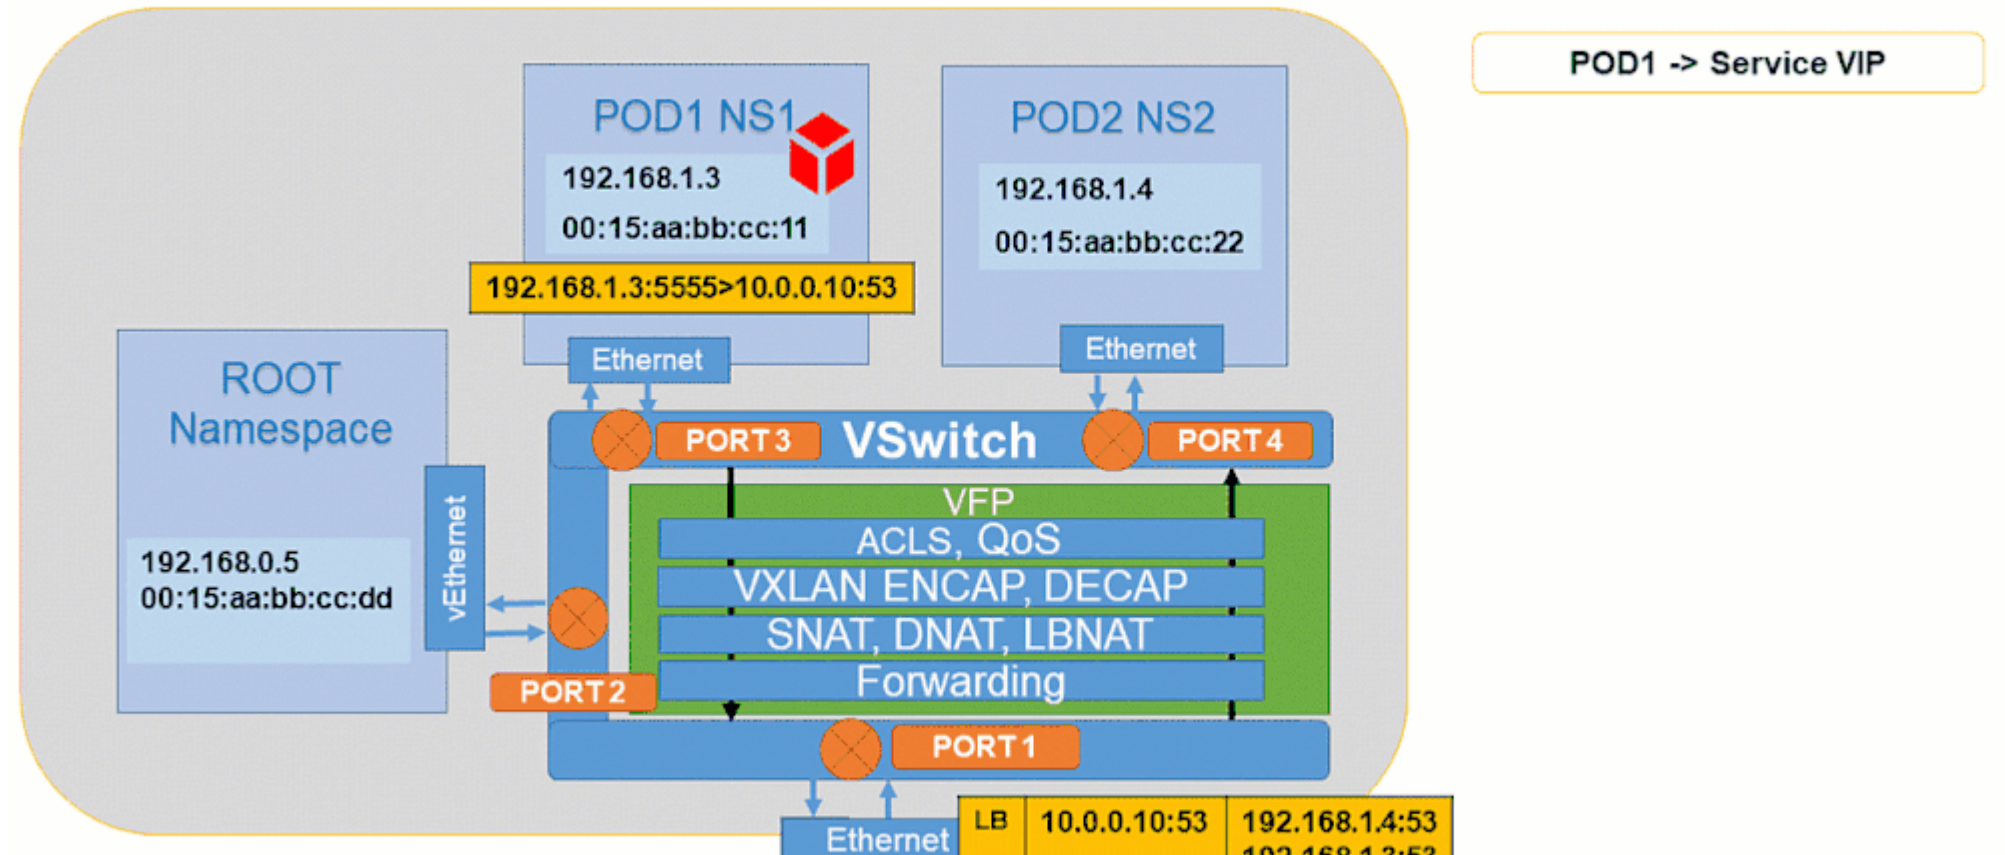 POD1 -> Service VIP
POD1 NS1
192.168.1.3
00:15:aa:bb:cc:11
192.168.1.3:5555>10.0.0.10:53
Ethernet
POD2 NS2
192.168.1.4
00:15:aa:bb:cc:22
Ethernet
ROOT
Namespace
192.168.0.5
00:15:aa:bb:cc:dd
vEthernet
PORT 3
VSwitch
PORT 4
VFP
ACLS, QoS
VXLAN ENCAP, DECAP
SNAT, DNAT, LBNAT
Forwarding
PORT 2
PORT 1
Ethernet
LB
10.0.0.10:53
192.168.1.4:53